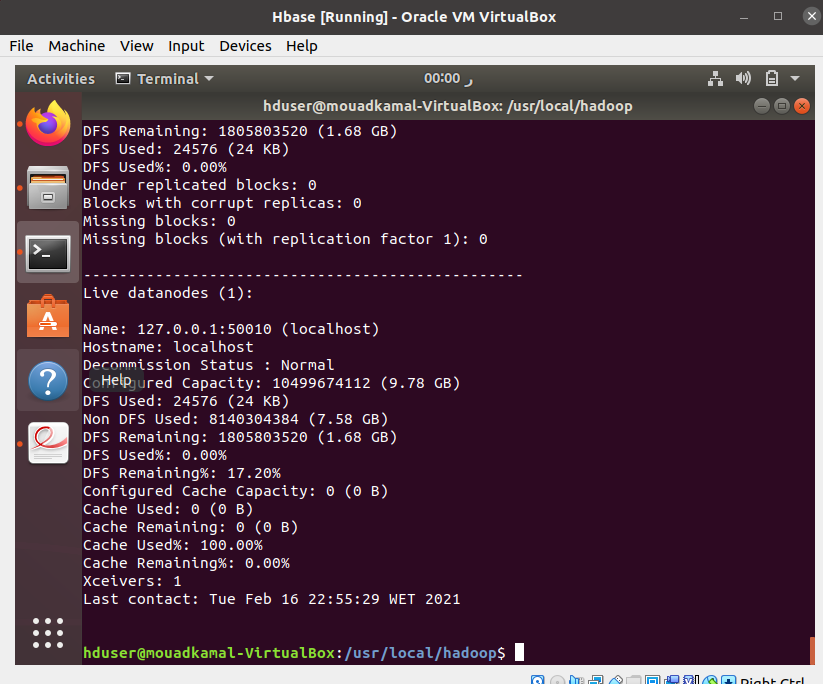 Hbase [Running] - Oracle VM VirtualBox
File Machine View Input Devices Help
Activities Terminal 00:00 ر
hduser@mouadkamal-VirtualBox: /usr/local/hadoop
DFS Remaining: 1805803520 (1.68 GB)
DFS Used: 24576 (24 KB)
DFS Used%: 0.00%
Under replicated blocks: 0
Blocks with corrupt replicas: 0
Missing blocks: 0
Missing blocks (with replication factor 1): 0
-------------------------------------------------
Live datanodes (1):
Name: 127.0.0.1:50010 (localhost)
Hostname: localhost
Decommission Status : Normal
Configured Capacity: 10499674112 (9.78 GB)
Help
DFS Used: 24576 (24 KB)
Non DFS Used: 8140304384 (7.58 GB)
DFS Remaining: 1805803520 (1.68 GB)
DFS Used%: 0.00%
DFS Remaining%: 17.20%
Configured Cache Capacity: 0 (0 B)
Cache Used: 0 (0 B)
Cache Remaining: 0 (0 B)
Cache Used%: 100.00%
Cache Remaining%: 0.00%
Xceivers: 1
Last contact: Tue Feb 16 22:55:29 WET 2021
hduser@mouadkamal-VirtualBox:/usr/local/hadoop$
Right Ctrl